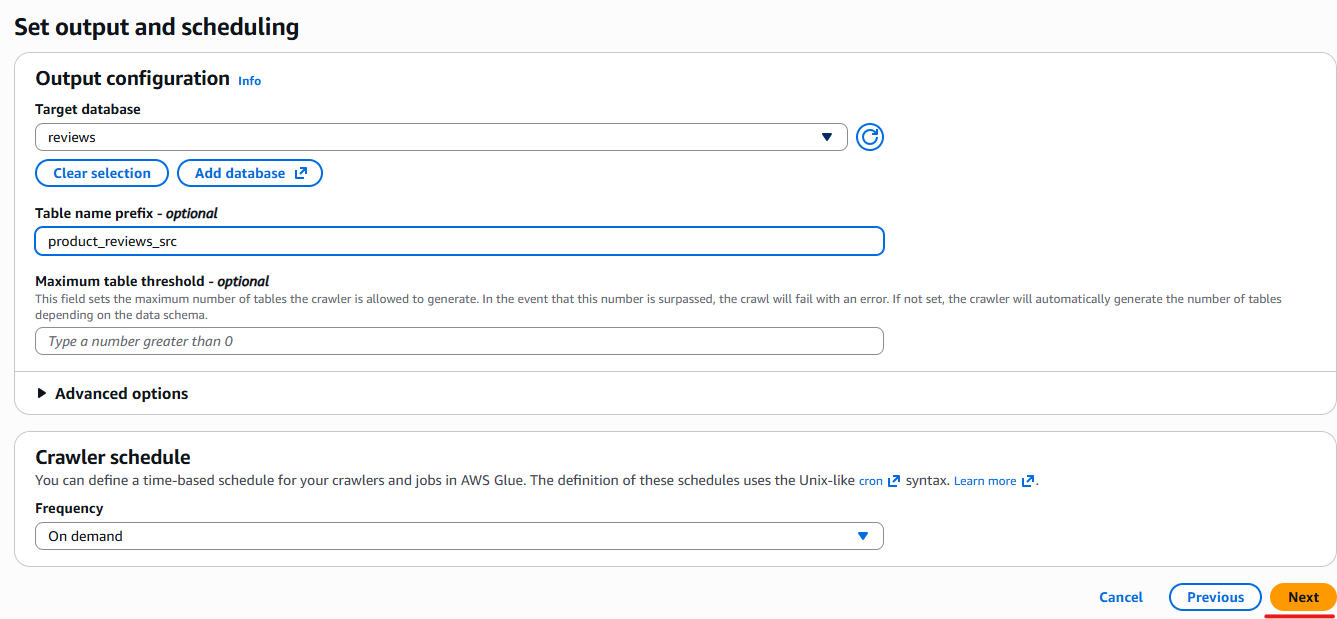 Set output and scheduling
Output configuration Info
Target database
reviews
Clear selection Add database
Table name prefix - optional
product_reviews_src
Maximum table threshold - optional
This field sets the maximum number of tables the crawler is allowed to generate. In the event that this number is surpassed, the crawl will fail with an error. If not set, the crawler will automatically generate the number of tables
depending on the data schema.
Type a number greater than 0
Advanced options
Crawler schedule
You can define a time-based schedule for your crawlers and jobs in AWS Glue. The definition of these schedules uses the Unix-like cron syntax. Learn more.
Frequency
On demand
Cancel Previous Next